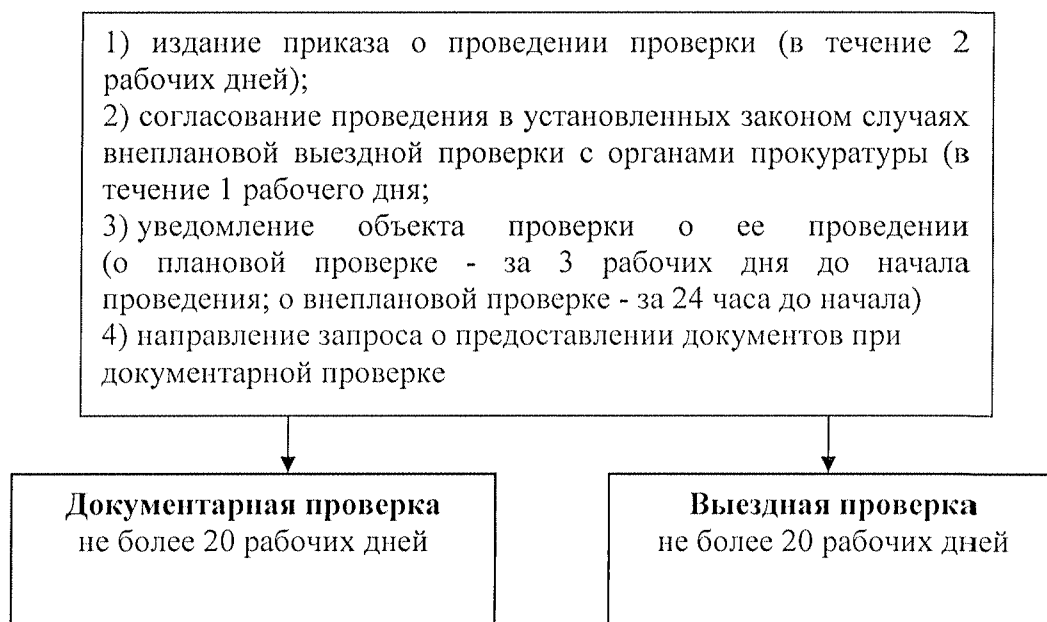 1) издание приказа о проведении проверки (в течение 2
рабочих дней);
2) согласование проведения в установленных законом случаях
внеплановой выездной проверки с органами прокуратуры (в
течение 1 рабочего дня;
3) уведомление объекта проверки о ее проведении
(о плановой проверке - за 3 рабочих дня до начала
проведения; о внеплановой проверке - за 24 часа до начала)
4) направление запроса о предоставлении документов при
документарной проверке
Документарная проверка
не более 20 рабочих дней
Выездная проверка
не более 20 рабочих дней